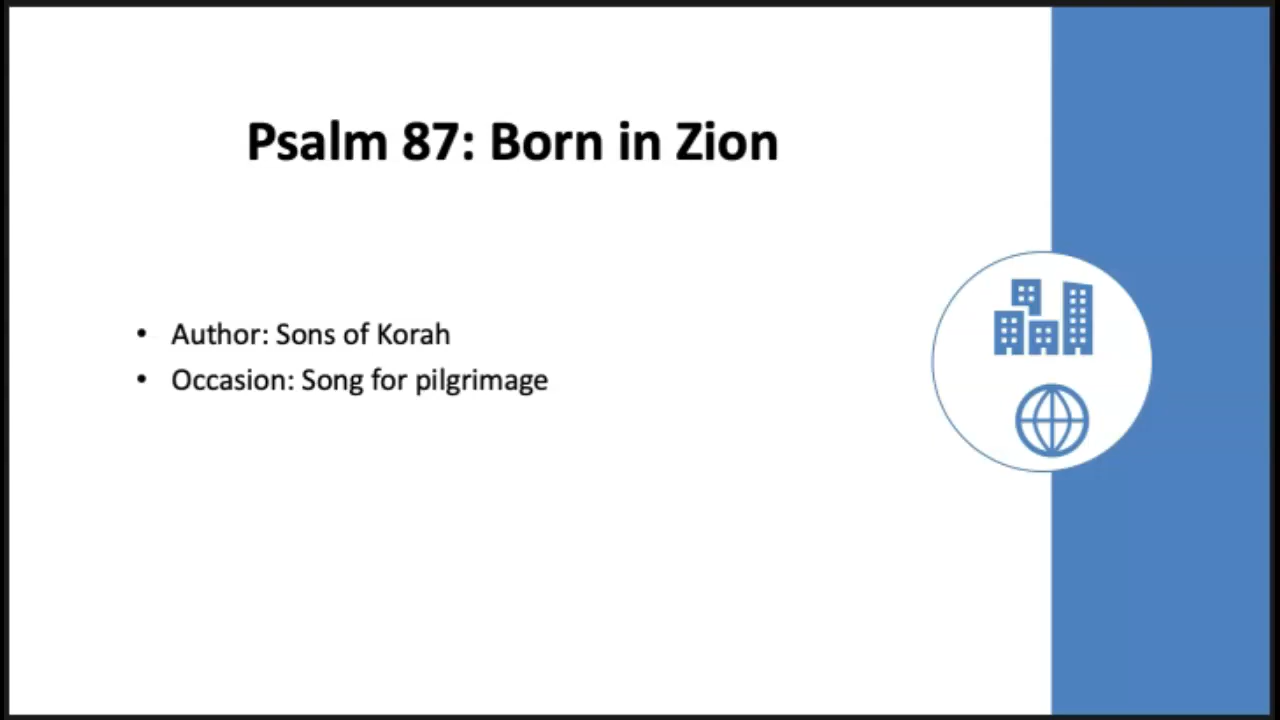 Psalm 87: Born in Zion
• Author: Sons of Korah
• Occasion: Song for pilgrimage